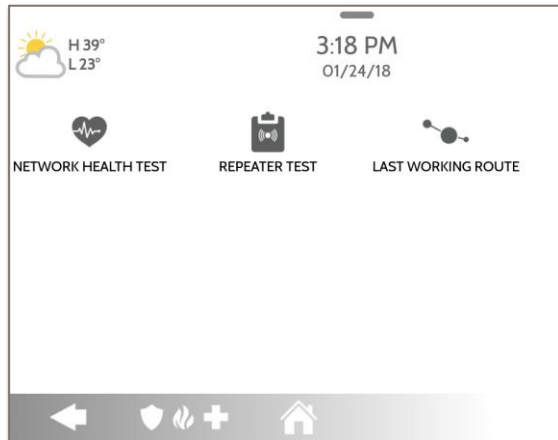 H 39°
L 23°
3:18 PM
01/24/18
NETWORK HEALTH TEST
REPEATER TEST
LAST WORKING ROUTE